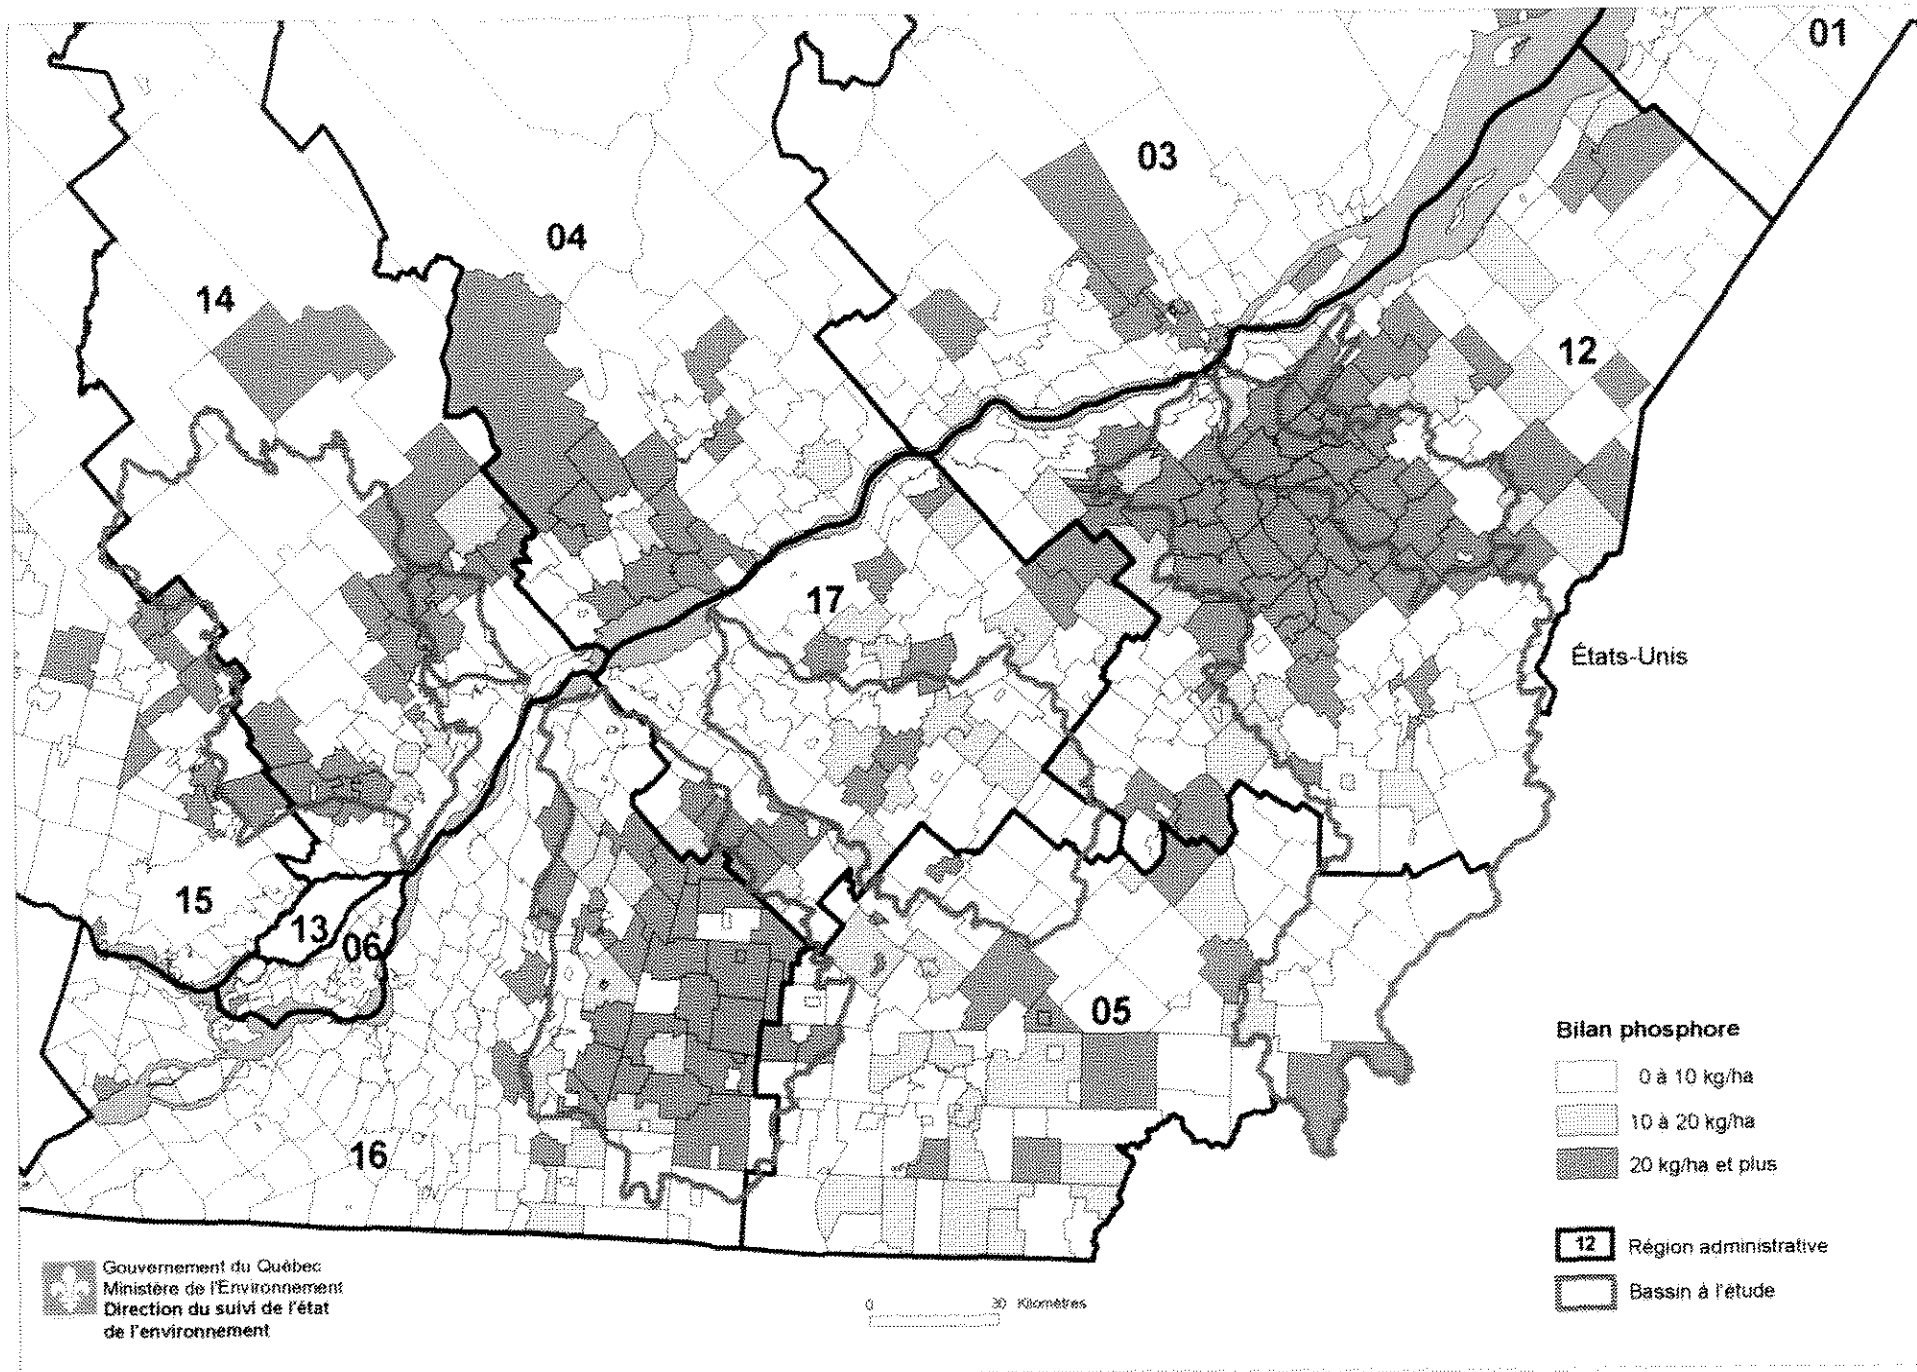 01
03
04
14
12
17
États-Unis
15
13
06
05
16
Bilan phosphore
0 à 10 kg/ha
10 à 20 kg/ha
20 kg/ha et plus
12 Région administrative
Bassin à l'étude
Gouvernement du Québec
Ministère de l'Environnement
Direction du suivi de l'état
de l'environnement
0 30 Kilomètres